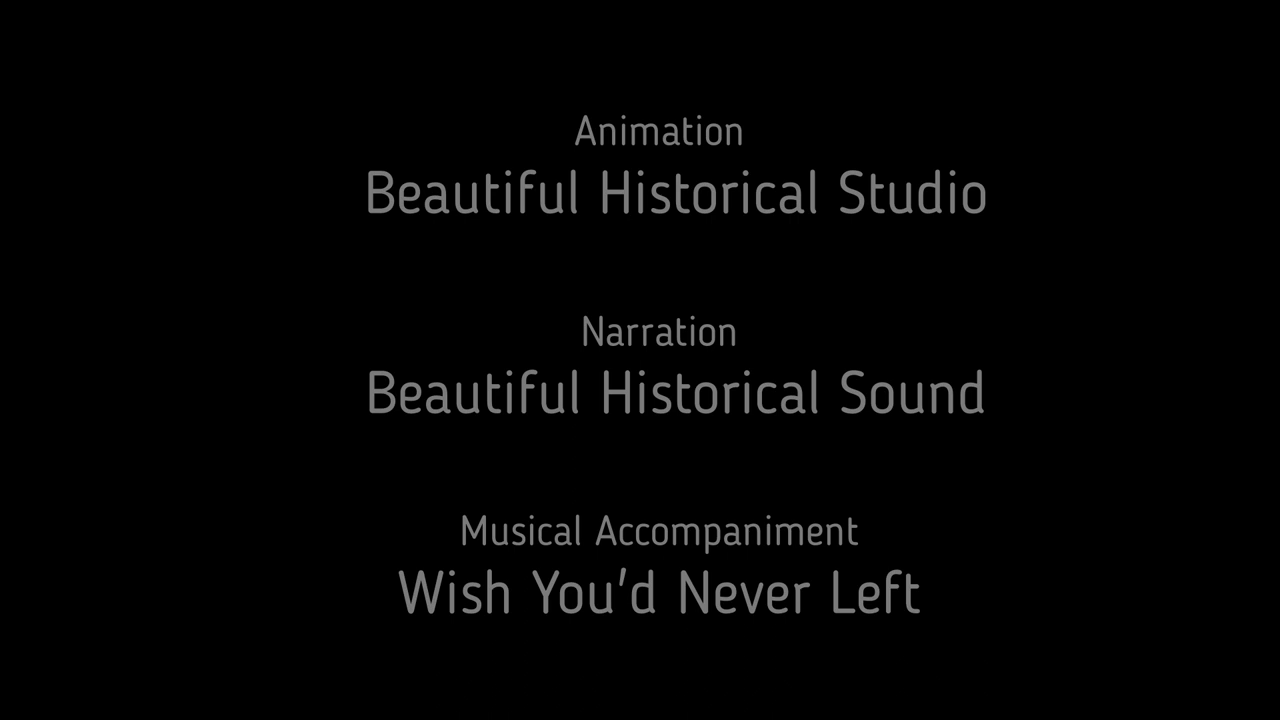 Animation
Beautiful Historical Studio
Narration
Beautiful Historical Sound
Musical Accompaniment
Wish You'd Never Left